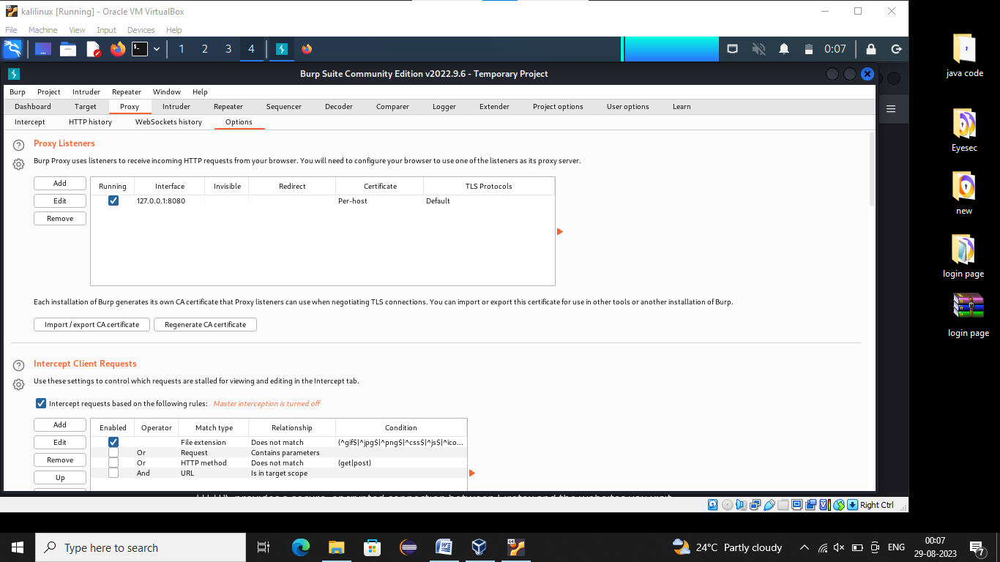 kalilinux [Running] - Oracle VM VirtualBox
File Machine View Input Devices Help
1 2 3 4 0:07
Burp Suite Community Edition v2022.9.6 - Temporary Project
Burp Project Intruder Repeater Window Help
Dashboard Target Proxy Intruder Repeater Sequencer Decoder Comparer Logger Extender Project options User options Learn
Intercept HTTP history WebSockets history Options
Proxy Listeners
Burp Proxy uses listeners to receive incoming HTTP requests from your browser. You will need to configure your browser to use one of the listeners as its proxy server.
Add Running Interface Invisible Redirect Certificate TLS Protocols
Edit 127.0.0.1:8080 Per-host Default
Remove
Each installation of Burp generates its own CA certificate that Proxy listeners can use when negotiating TLS connections. You can import or export this certificate for use in other tools or another installation of Burp.
Import / export CA certificate Regenerate CA certificate
Intercept Client Requests
Use these settings to control which requests are stalled for viewing and editing in the Intercept tab.
Intercept requests based on the following rules: Master interception is turned off
Add Enabled Operator Match type Relationship Condition
Edit File extension Does not match (^gif$|^jpg$|^png$|^css$|^js$|^ico...
Or Request Contains parameters
Remove Or HTTP method Does not match (get|post)
Up And URL Is in target scope
Right Ctrl
java code
Eyesec
new
login page
login page
Type here to search
24°C Partly cloudy ENG 00:07
29-08-2023 7